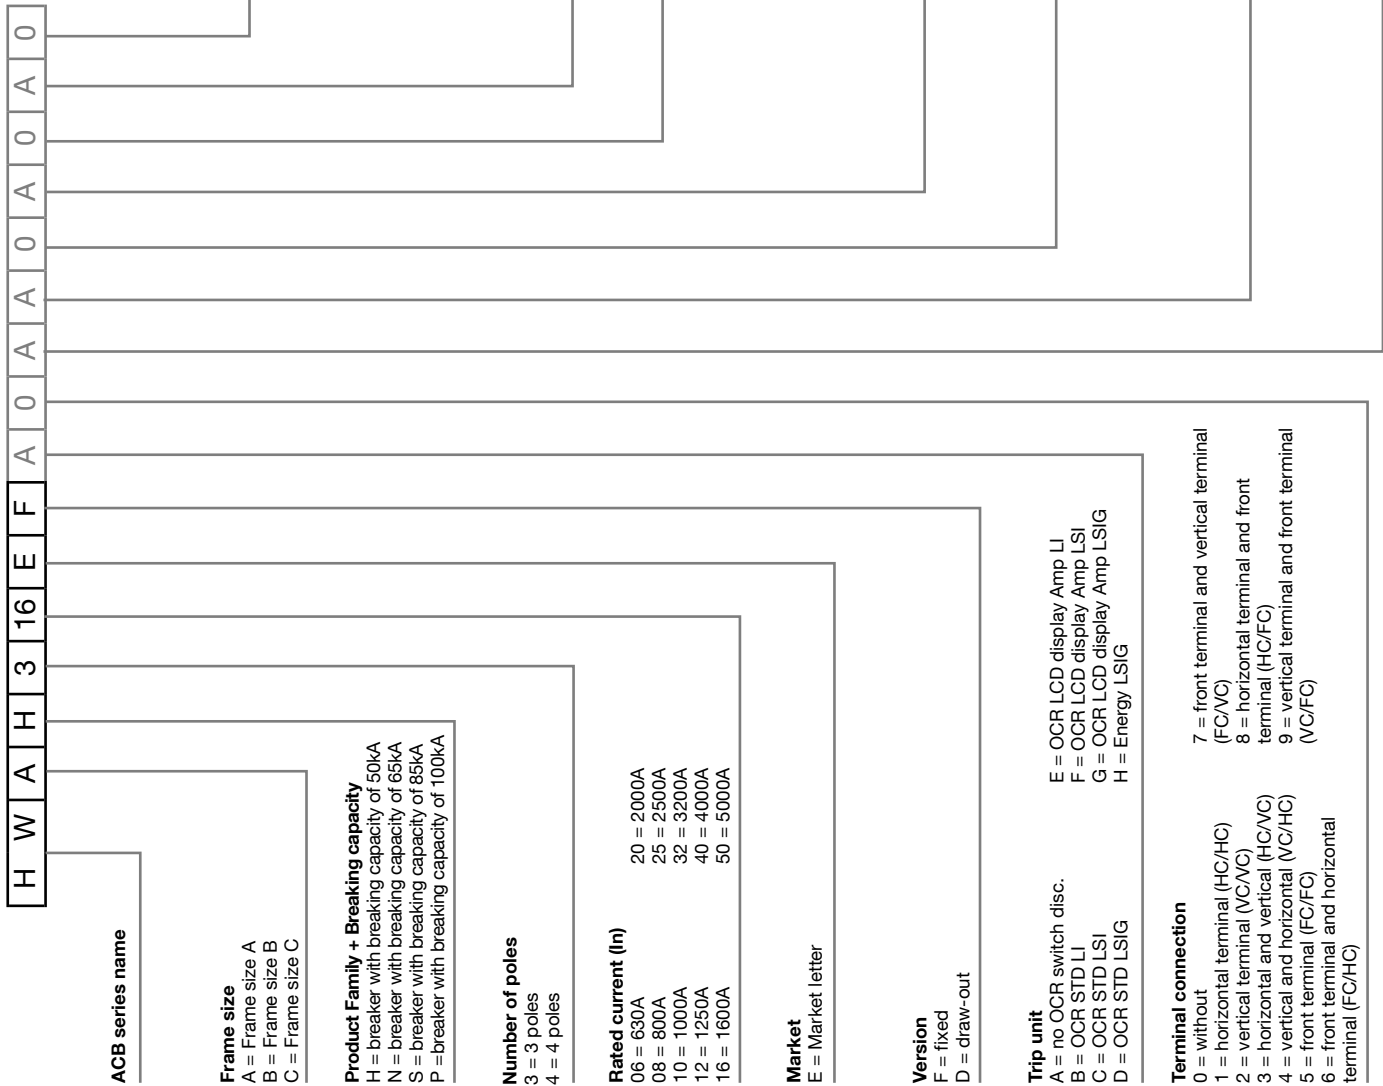 H W A H 3 16 E F A 0 A A 0 A 0 A 0
ACB series name
Frame size
A = Frame size A
B = Frame size B
C = Frame size C
Product Family + Breaking capacity
H = breaker with breaking capacity of 50kA
N = breaker with breaking capacity of 65kA
S = breaker with breaking capacity of 85kA
P =breaker with breaking capacity of 100kA
Number of poles
3 = 3 poles
4 = 4 poles
Rated current (In)
06 = 630A
08 = 800A
10 = 1000A
12 = 1250A
16 = 1600A
20 = 2000A
25 = 2500A
32 = 3200A
40 = 4000A
50 = 5000A
Market
E = Market letter
Version
F = fixed
D = draw-out
Trip unit
A = no OCR switch disc.
B = OCR STD LI
C = OCR STD LSI
D = OCR STD LSIG
E = OCR LCD display Amp LI
F = OCR LCD display Amp LSI
G = OCR LCD display Amp LSIG
H = Energy LSIG
Terminal connection
0 = without
1 = horizontal terminal (HC/HC)
2 = vertical terminal (VC/VC)
3 = horizontal and vertical (HC/VC)
4 = vertical and horizontal (VC/HC)
5 = front terminal (FC/FC)
6 = front terminal and horizontal
terminal (FC/HC)
7 = front terminal and vertical terminal
(FC/VC)
8 = horizontal terminal and front
terminal (HC/FC)
9 = vertical terminal and front terminal
(VC/FC)